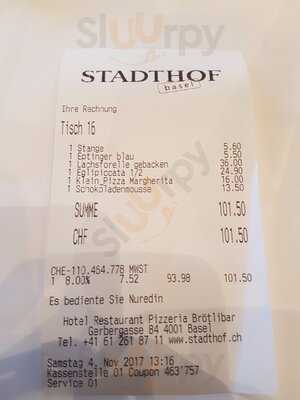 Sluurpy
STADTHOF
basel
Ihre Rechnung
Tisch 16
1 Stange 5.60
1 Eptinger blau 5.50
1 Lachsforelle gebacken 36.00
1 Eglipiccata 1/2 24.90
1 Klein Pizza Margherita 16.00
1 Schokoladenmousse 13.50
SUMME 101.50
CHF 101.50
CHE-110.464.778 MWST
1 8.00% 7.52 93.98 101.50
Es bediente Sie Nuredin
Hotel Restaurant Pizzeria Brötlibar
Gerbergasse 84 4001 Basel
Tel. +41 61 261 87 11 www.stadthof.ch
Samstag 4. Nov 2017 13:16
Kassenstelle 01 Coupon 463'757
Service 01